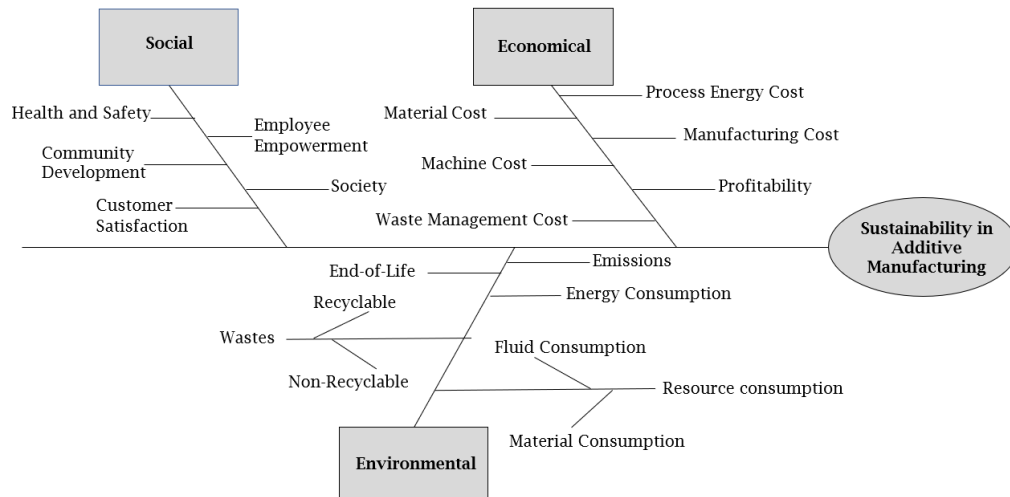 Social
Economical
Health and Safety
Employee
Empowerment
Community
Development
Society
Customer
Satisfaction
Process Energy Cost
Material Cost
Manufacturing Cost
Machine Cost
Profitability
Waste Management Cost
Sustainability in
Additive
Manufacturing
Emissions
End-of-Life
Energy Consumption
Recyclable
Wastes
Non-Recyclable
Fluid Consumption
Resource consumption
Material Consumption
Environmental